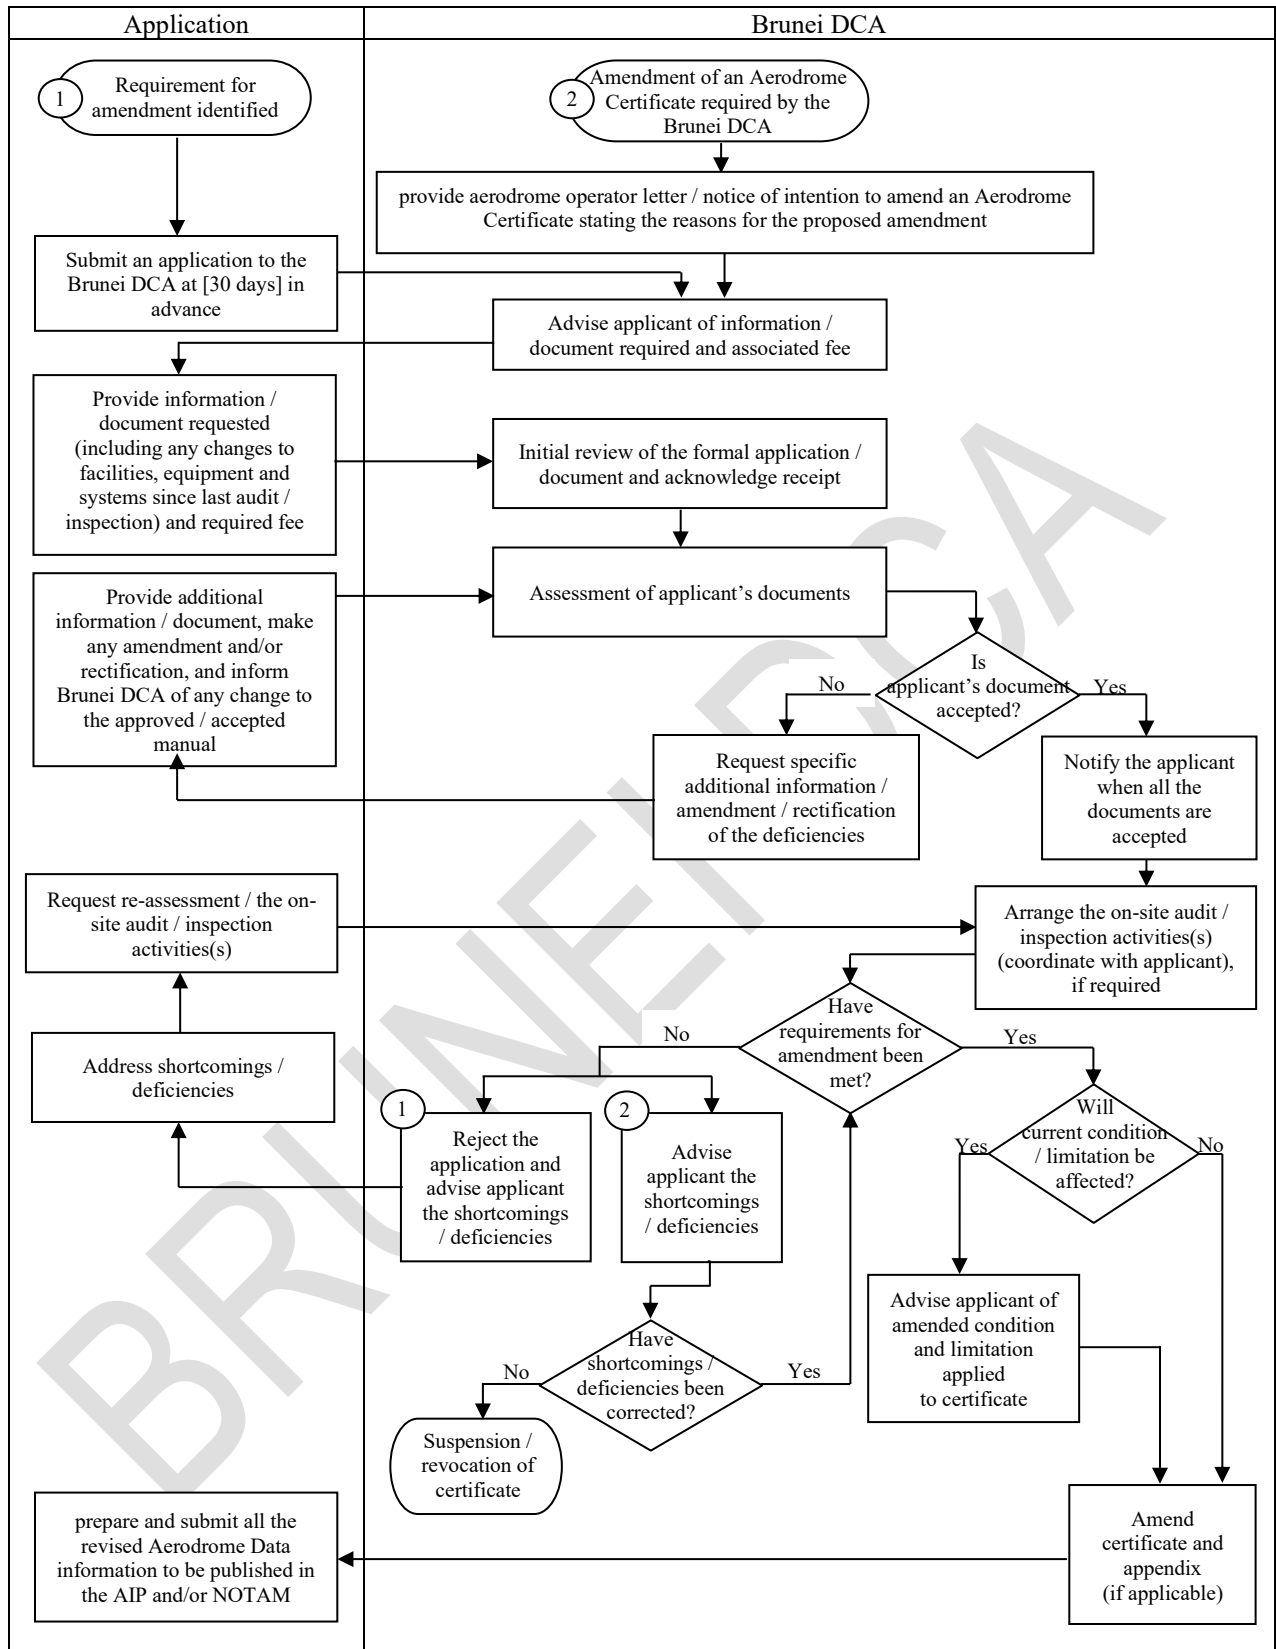 Application
Brunei DCA
1
Requirement for
amendment identified
2
Amendment of an Aerodrome
Certificate required by the
Brunei DCA
provide aerodrome operator letter / notice of intention to amend an Aerodrome
Certificate stating the reasons for the proposed amendment
Submit an application to the
Brunei DCA at [30 days] in
advance
Advise applicant of information /
document required and associated fee
Provide information /
document requested
(including any changes to
facilities, equipment and
systems since last audit /
inspection) and required fee
Initial review of the formal application /
document and acknowledge receipt
Provide additional
information / document, make
any amendment and/or
rectification, and inform
Brunei DCA of any change to
the approved / accepted
manual
Assessment of applicant’s documents
Is
applicant’s document
accepted?
No
Yes
Request specific
additional information /
amendment / rectification
of the deficiencies
Notify the applicant
when all the
documents are
accepted
Request re-assessment / the on-
site audit / inspection
activities(s)
Arrange the on-site audit /
inspection activities(s)
(coordinate with applicant),
if required
Have
requirements for
amendment been
met?
No
Yes
Address shortcomings /
deficiencies
1
Reject the
application and
advise applicant
the shortcomings
/ deficiencies
2
Advise
applicant the
shortcomings
/ deficiencies
Will
current condition
/ limitation be
affected?
Yes
No
Advise applicant of
amended condition
and limitation
applied
to certificate
Have
shortcomings /
deficiencies been
corrected?
No
Yes
Suspension /
revocation of
certificate
prepare and submit all the
revised Aerodrome Data
information to be published in
the AIP and/or NOTAM
Amend
certificate and
appendix
(if applicable)
BRUNEI DCA